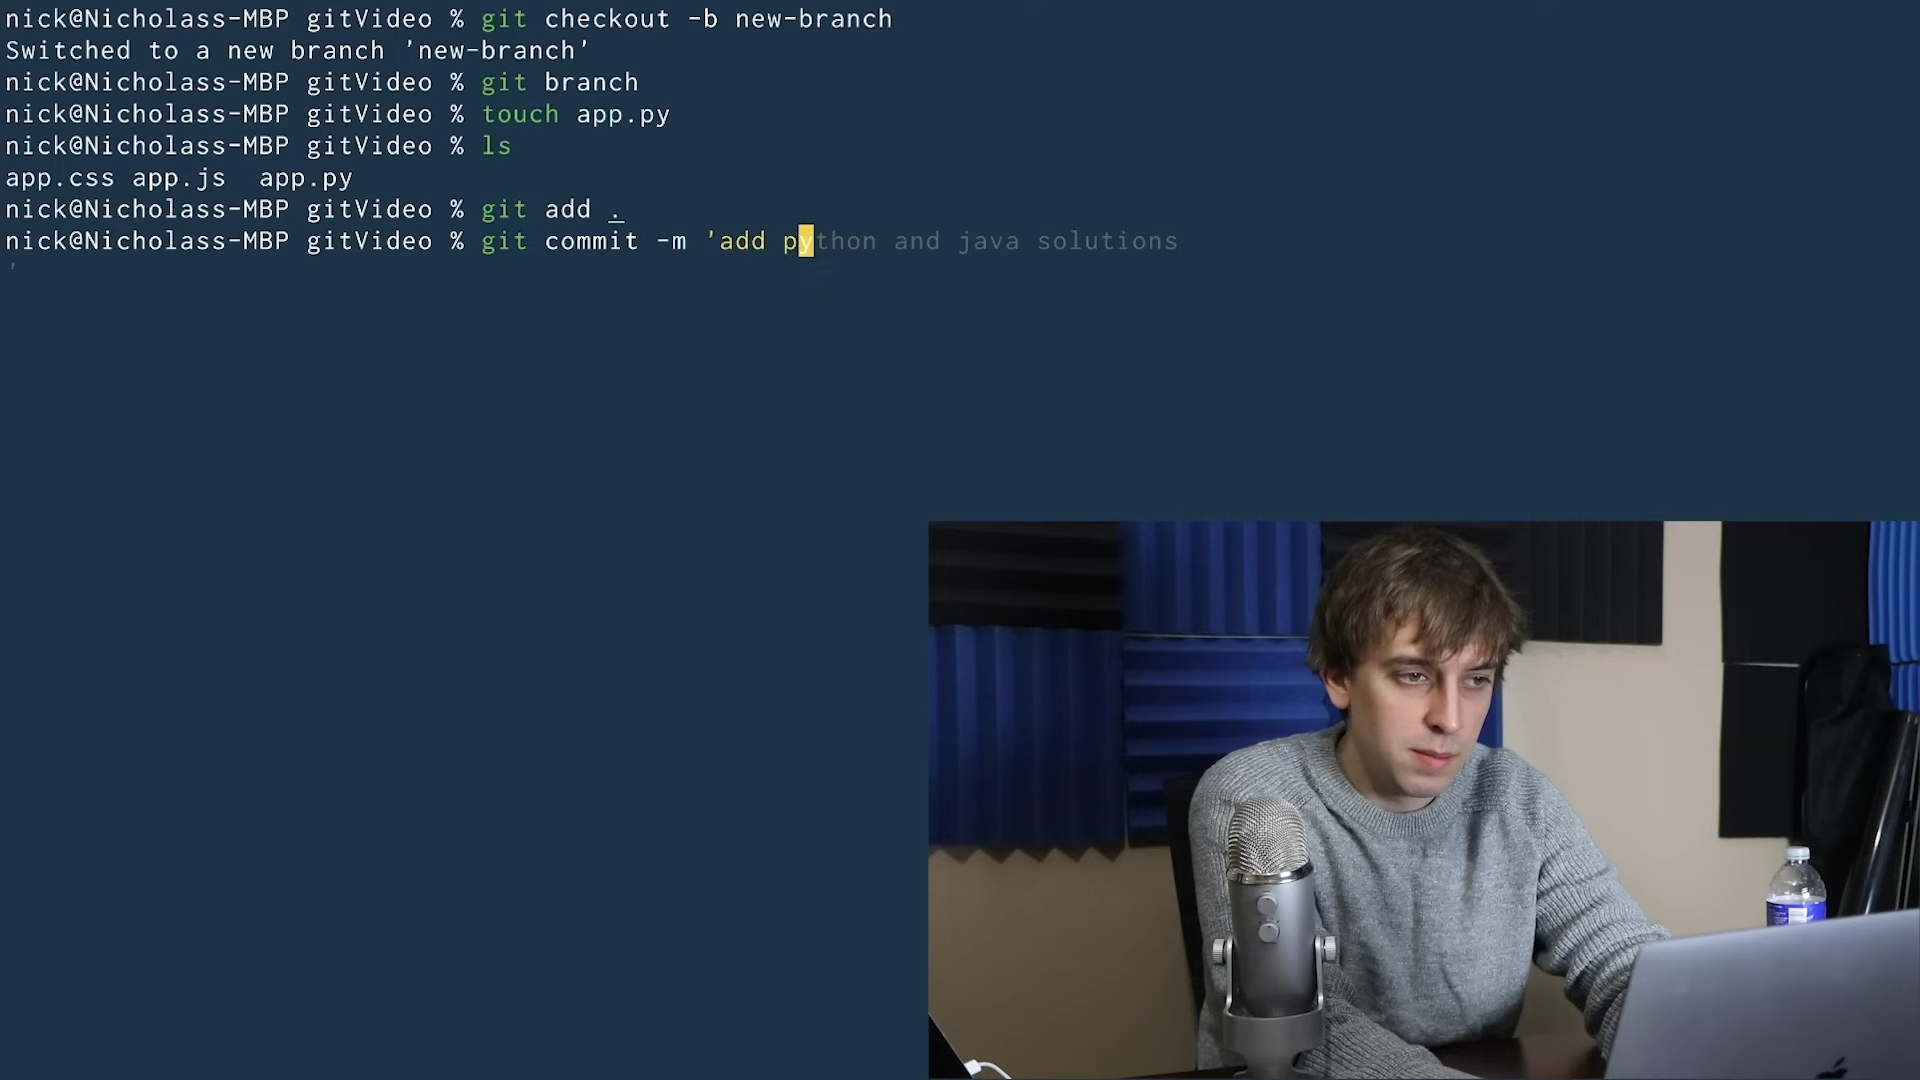 nick@Nicholass-MBP gitVideo % git checkout -b new-branch
Switched to a new branch 'new-branch'
nick@Nicholass-MBP gitVideo % git branch
nick@Nicholass-MBP gitVideo % touch app.py
nick@Nicholass-MBP gitVideo % ls
app.css app.js  app.py
nick@Nicholass-MBP gitVideo % git add .
nick@Nicholass-MBP gitVideo % git commit -m 'add python and java solutions
'